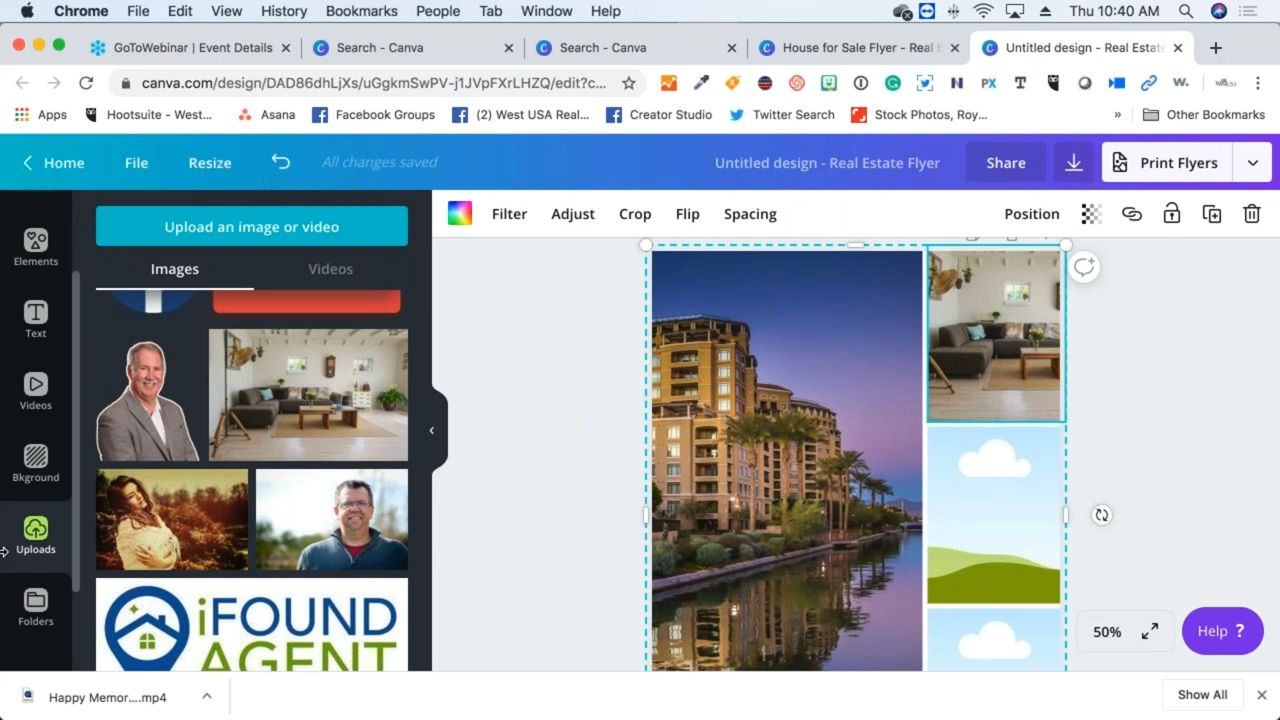 Chrome File Edit View History Bookmarks People Tab Window Help Thu 10:40 AM
GoToWebinar | Event Details Search - Canva Search - Canva House for Sale Flyer - Real E Untitled design - Real Estate
canva.com/design/DAD86dhLjXs/uGgkmSwPV-j1JVpFXrLHZQ/edit?c...
Apps Hootsuite - West... Asana Facebook Groups (2) West USA Real... Creator Studio Twitter Search Stock Photos, Roy... » Other Bookmarks
Home File Resize All changes saved Untitled design - Real Estate Flyer Share Print Flyers
Upload an image or video
Filter Adjust Crop Flip Spacing Position
Images Videos
Elements
Text
Videos
Bkground
Uploads
Folders
iFOUND
AGENT
50% Help ?
Happy Memor....mp4 Show All